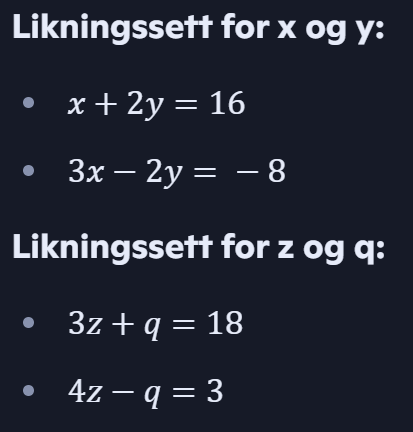 Likningssett for x og y:
• x + 2y = 16
• 3x − 2y = − 8
Likningssett for z og q:
• 3z + q = 18
• 4z − q = 3